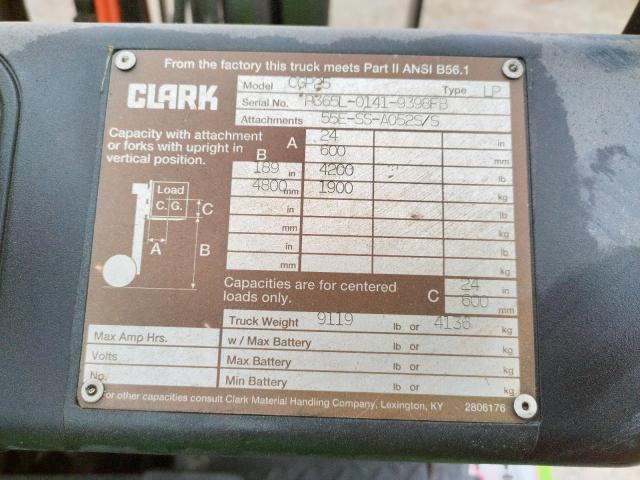 From the factory this truck meets Part II ANSI B56.1
CLARK
Model CGP25 Type LP
Serial No. P365L-0141-9398FB
Attachments 55E-SS-A052S/S
Capacity with attachment
or forks with upright in
vertical position.
A 24 in
600 mm
B
189 in 4200 lb
4800 mm 1900 kg
in lb
mm kg
in lb
mm kg
Load
C. G.
C
A
B
Capacities are for centered
loads only.
C 24 in
600 mm
Truck Weight 9119 lb or 4136 kg
Max Amp Hrs. w / Max Battery lb or kg
Volts Max Battery lb or kg
No. Min Battery lb or kg
For other capacities consult Clark Material Handling Company, Lexington, KY 2806176